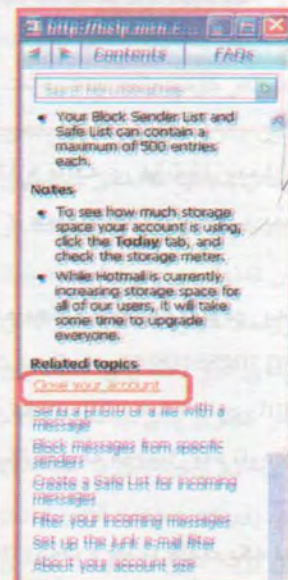 http://help.msn.c...
Contents FAQs
Your Block Sender List and
Safe List can contain a
maximum of 500 entries
each.
Notes
To see how much storage
space your account is using,
click the Today tab, and
check the storage meter.
While Hotmail is currently
increasing storage space for
all of our users, it will take
some time to upgrade
everyone.
Related topics
Close your account
Send a photo or a file with a
message
Block messages from specific
senders
Create a Safe List for incoming
messages
Filter your incoming messages
Set up the junk e-mail filter
About your account size